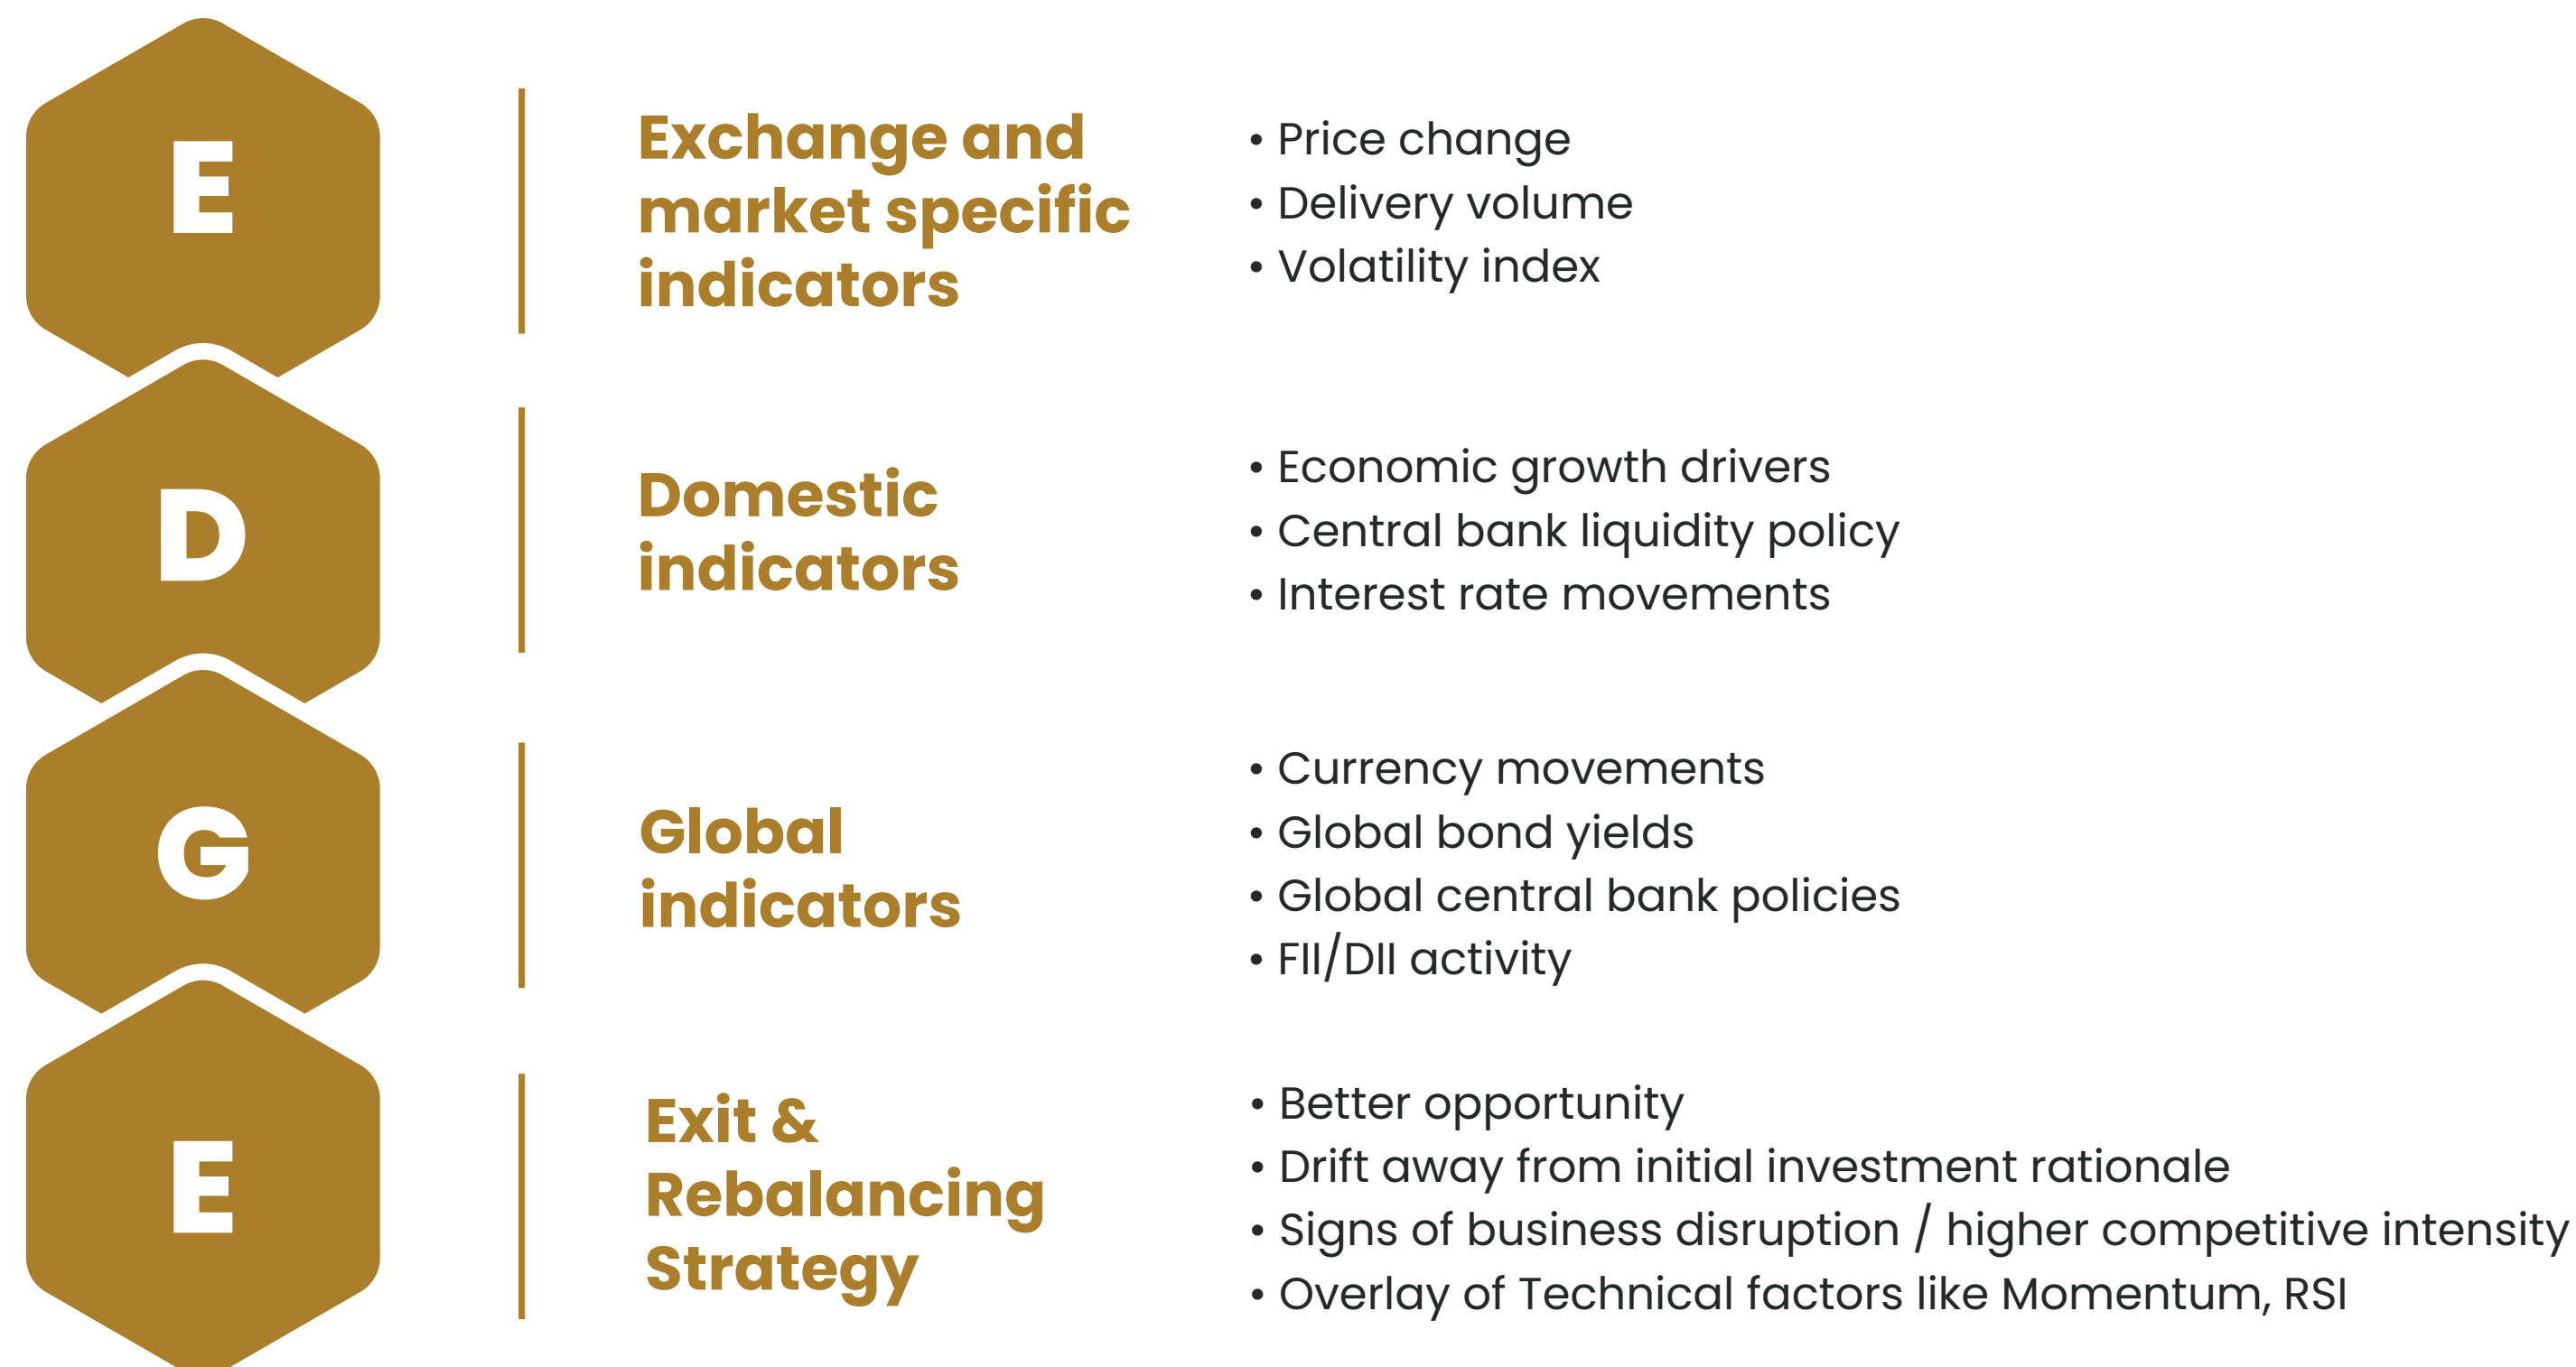 E
Exchange and
market specific
indicators
• Price change
• Delivery volume
• Volatility index
D
Domestic
indicators
• Economic growth drivers
• Central bank liquidity policy
• Interest rate movements
G
Global
indicators
• Currency movements
• Global bond yields
• Global central bank policies
• FII/DII activity
E
Exit &
Rebalancing
Strategy
• Better opportunity
• Drift away from initial investment rationale
• Signs of business disruption / higher competitive intensity
• Overlay of Technical factors like Momentum, RSI